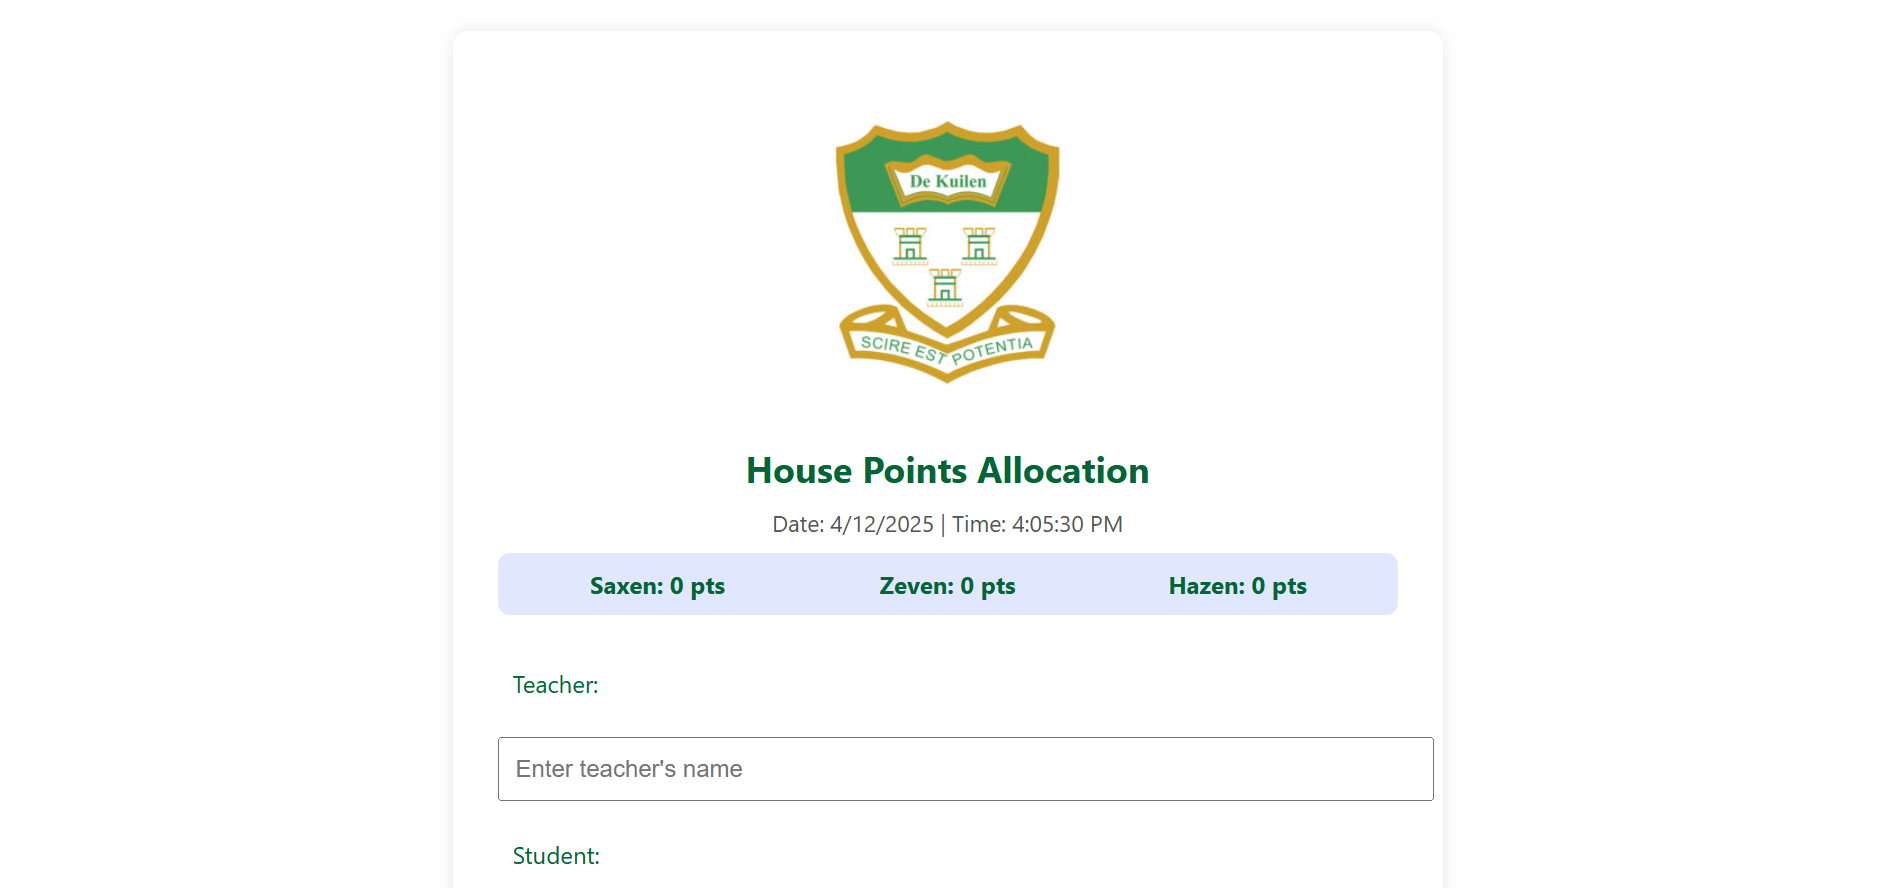 De Kuilen
SCIRE EST POTENTIA
House Points Allocation
Date: 4/12/2025 | Time: 4:05:30 PM
Saxen: 0 pts Zeven: 0 pts Hazen: 0 pts
Teacher:
Enter teacher's name
Student: